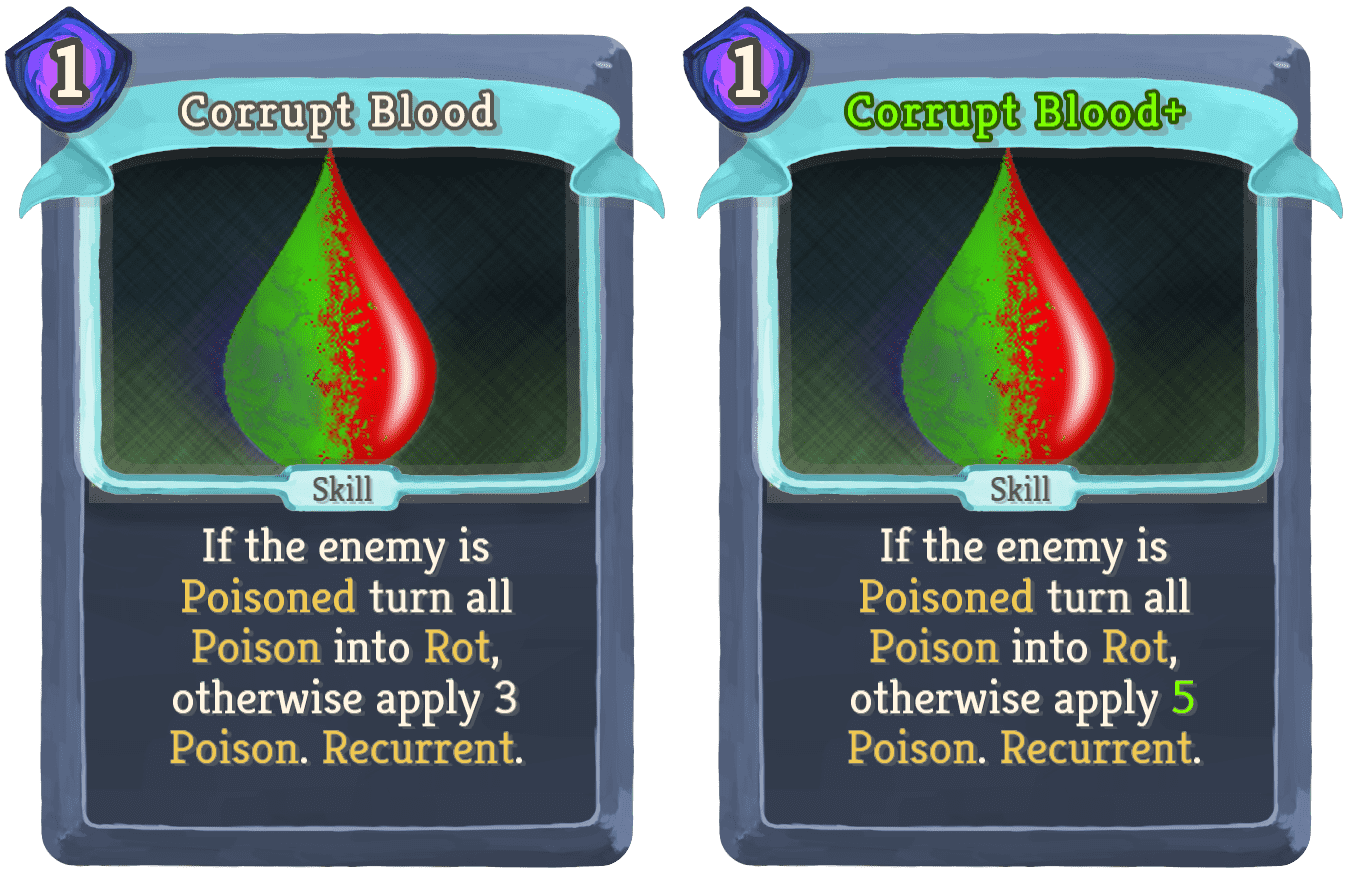 1
Corrupt Blood
Skill
If the enemy is
Poisoned turn all
Poison into Rot,
otherwise apply 3
Poison. Recurrent.
1
Corrupt Blood+
Skill
If the enemy is
Poisoned turn all
Poison into Rot,
otherwise apply 5
Poison. Recurrent.